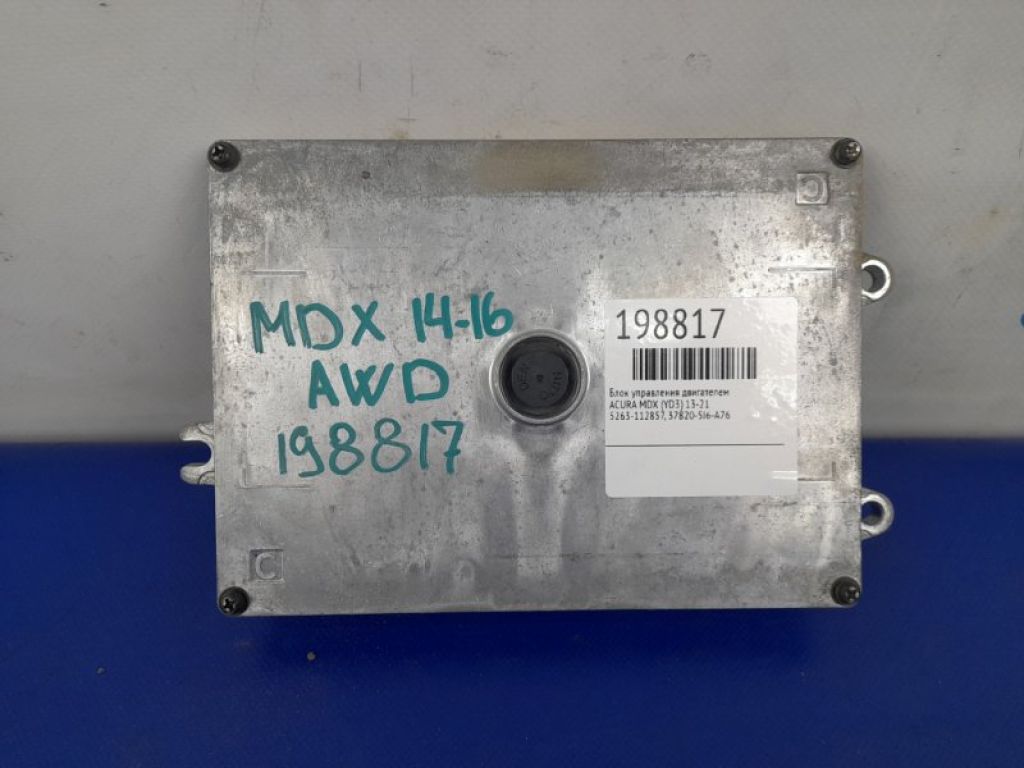 C
MDX 14-16
AWD
198817
198817
Блок управления двигателем
ACURA MDX (YD3) 13-21
5263-112857, 37820-5J6-A76
C